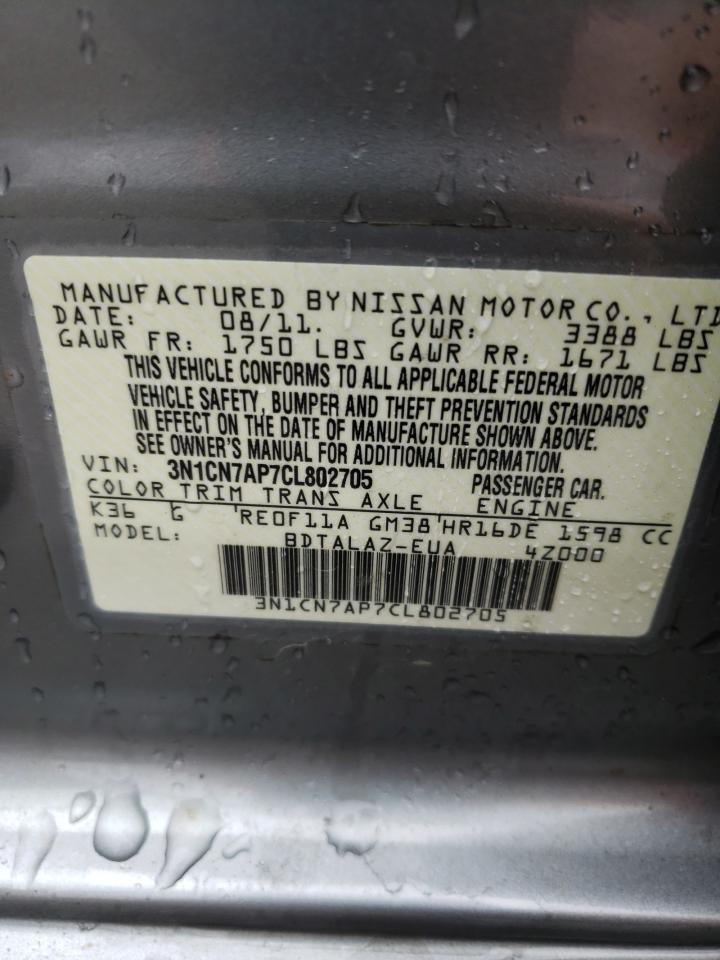 MANUFACTURED BY NISSAN MOTOR CO., LTD
DATE: 08/11. GVWR: 3388 LBS
GAWR FR: 1750 LBS GAWR RR: 1671 LBS
THIS VEHICLE CONFORMS TO ALL APPLICABLE FEDERAL MOTOR
VEHICLE SAFETY, BUMPER AND THEFT PREVENTION STANDARDS
IN EFFECT ON THE DATE OF MANUFACTURE SHOWN ABOVE.
SEE OWNER'S MANUAL FOR ADDITIONAL INFORMATION.
VIN: 3N1CN7AP7CL802705 PASSENGER CAR.
COLOR TRIM TRANS AXLE ENGINE
K36 G RE0F11A GM38 HR16DE 1598 CC
MODEL: BDTALAZ-EUA 4Z000
3N1CN7AP7CL802705